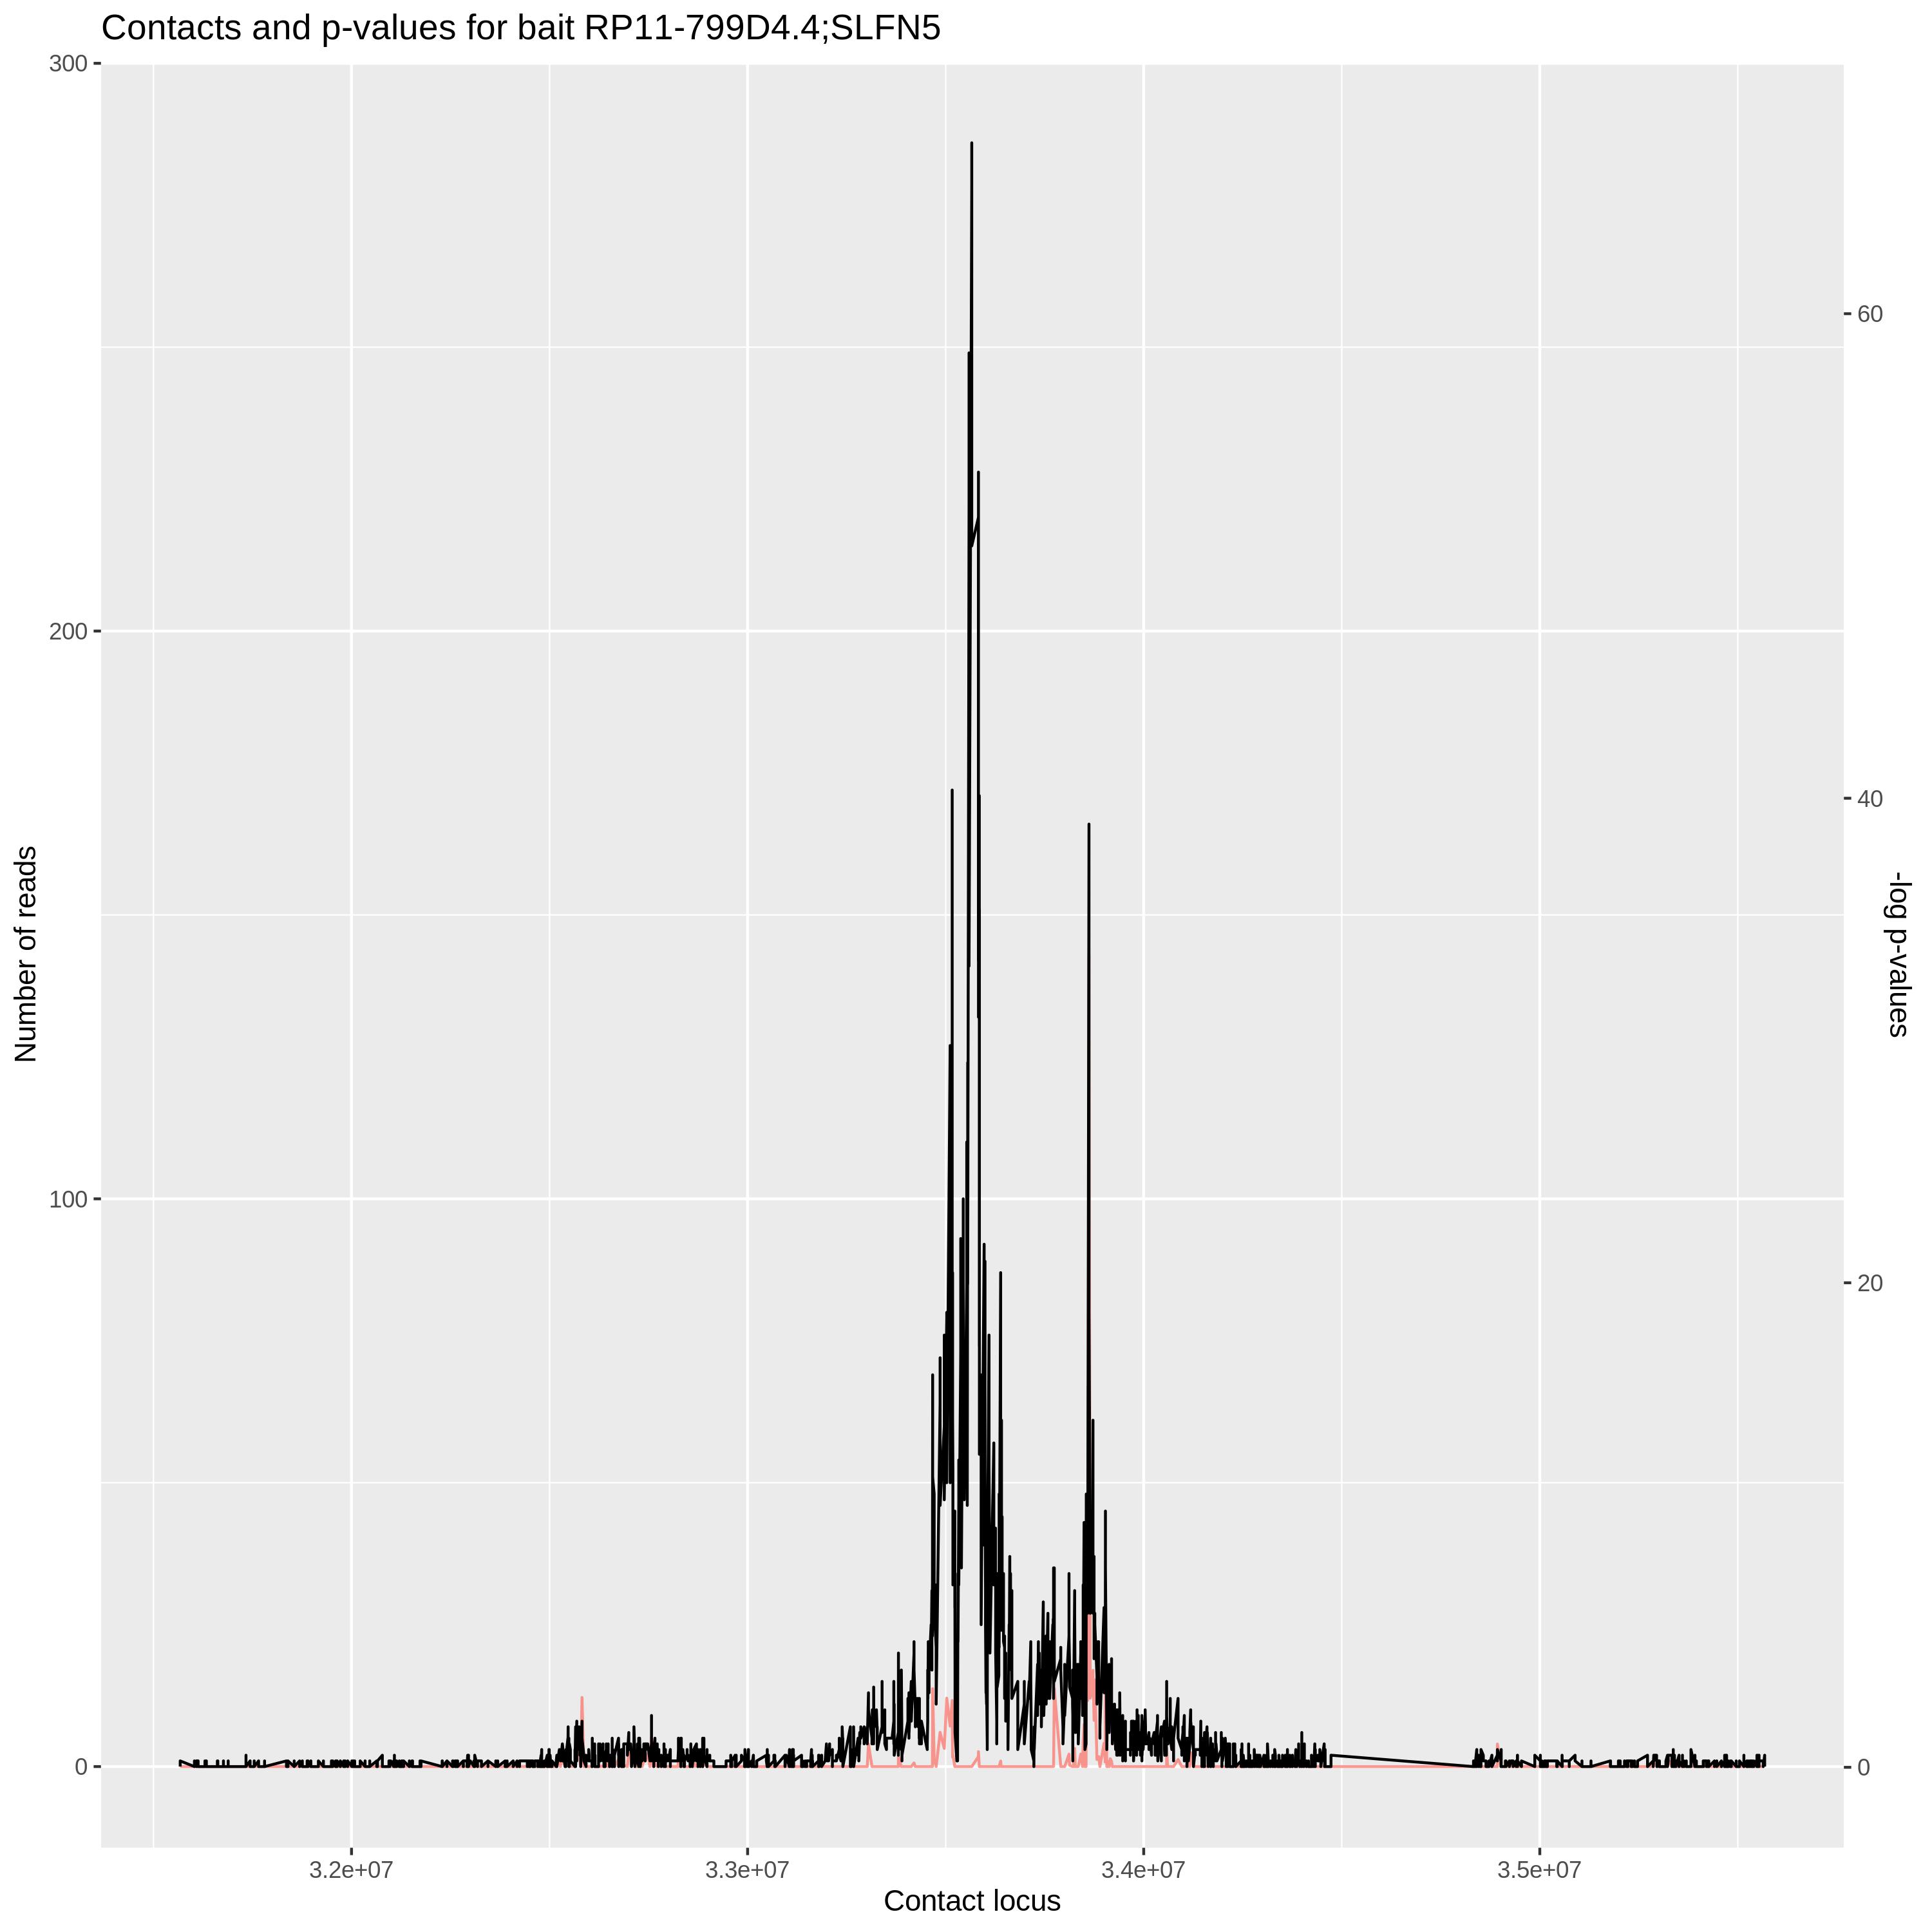 Contacts and p-values for bait RP11-799D4.4;SLFN5
300
200
100
0
Number of reads
60
40
20
0
-log p-values
3.2e+07
3.3e+07
3.4e+07
3.5e+07
Contact locus